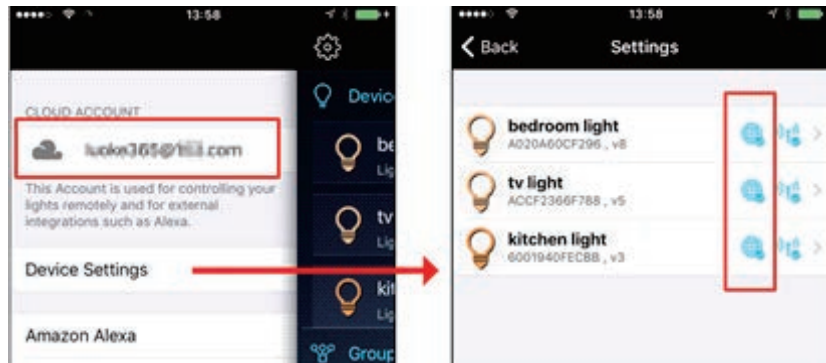 13:58
CLOUD ACCOUNT
This Account is used for controlling your
lights remotely and for external
integrations such as Alexa.
Device Settings
Amazon Alexa
Devic
be
Lig
tv
Lig
kit
Lig
Group
13:58
Back
Settings
bedroom light
A020A60CF296 , v8
tv light
ACCF2366F788 , v5
kitchen light
6001940FECBB , v3